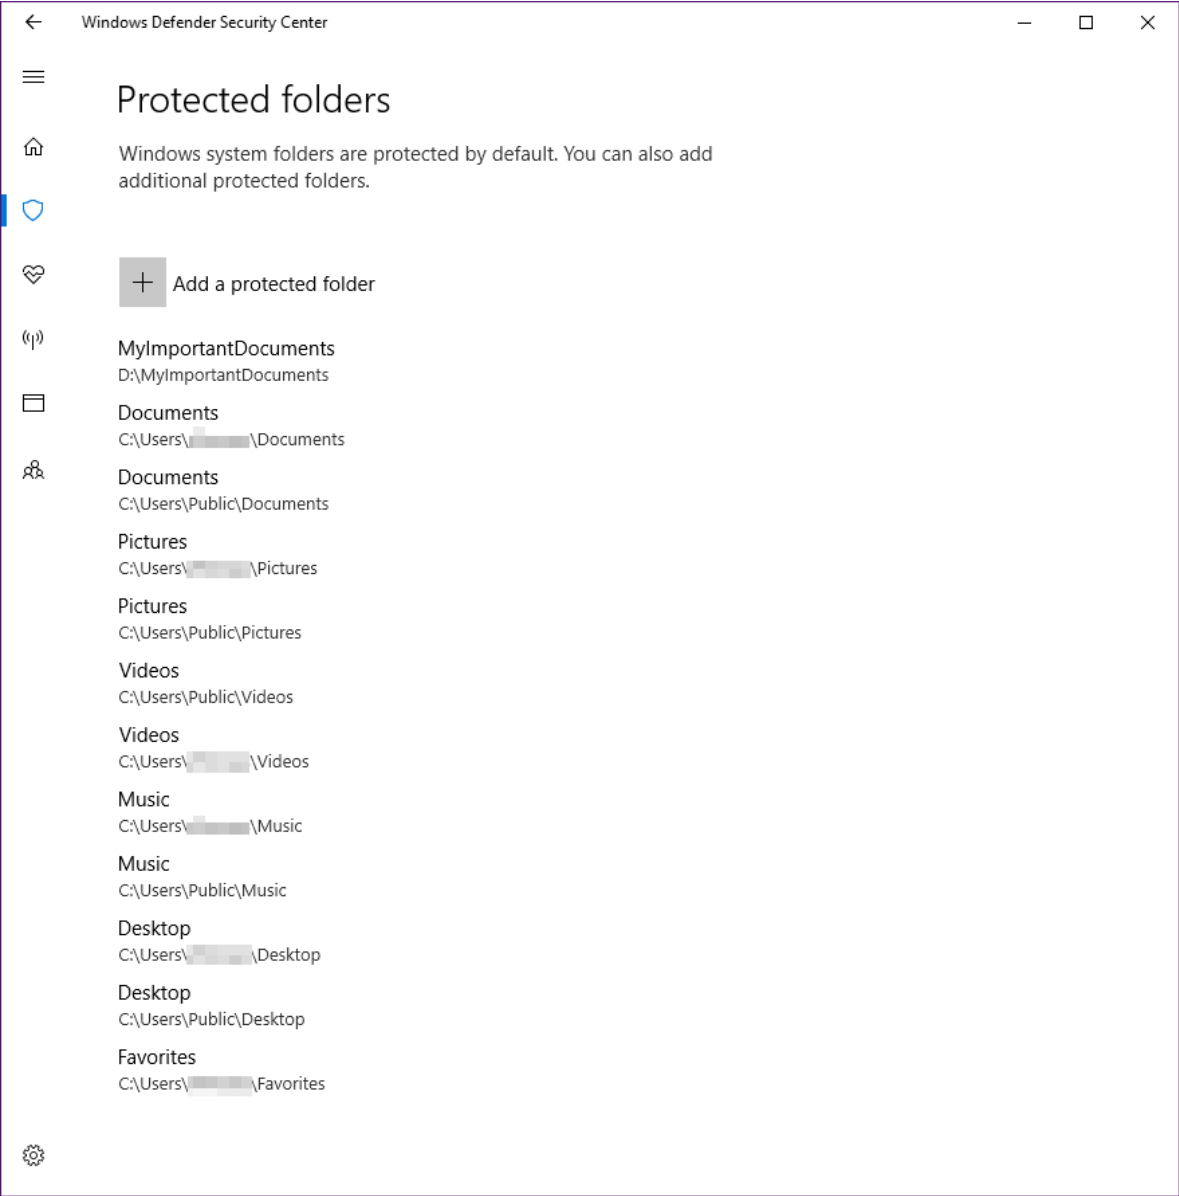 Windows Defender Security Center
Protected folders
Windows system folders are protected by default. You can also add
additional protected folders.
Add a protected folder
MyImportantDocuments
D:\MyImportantDocuments
Documents
C:\Users\ \Documents
Documents
C:\Users\Public\Documents
Pictures
C:\Users\ \Pictures
Pictures
C:\Users\Public\Pictures
Videos
C:\Users\Public\Videos
Videos
C:\Users\ \Videos
Music
C:\Users\ \Music
Music
C:\Users\Public\Music
Desktop
C:\Users\ \Desktop
Desktop
C:\Users\Public\Desktop
Favorites
C:\Users\ \Favorites